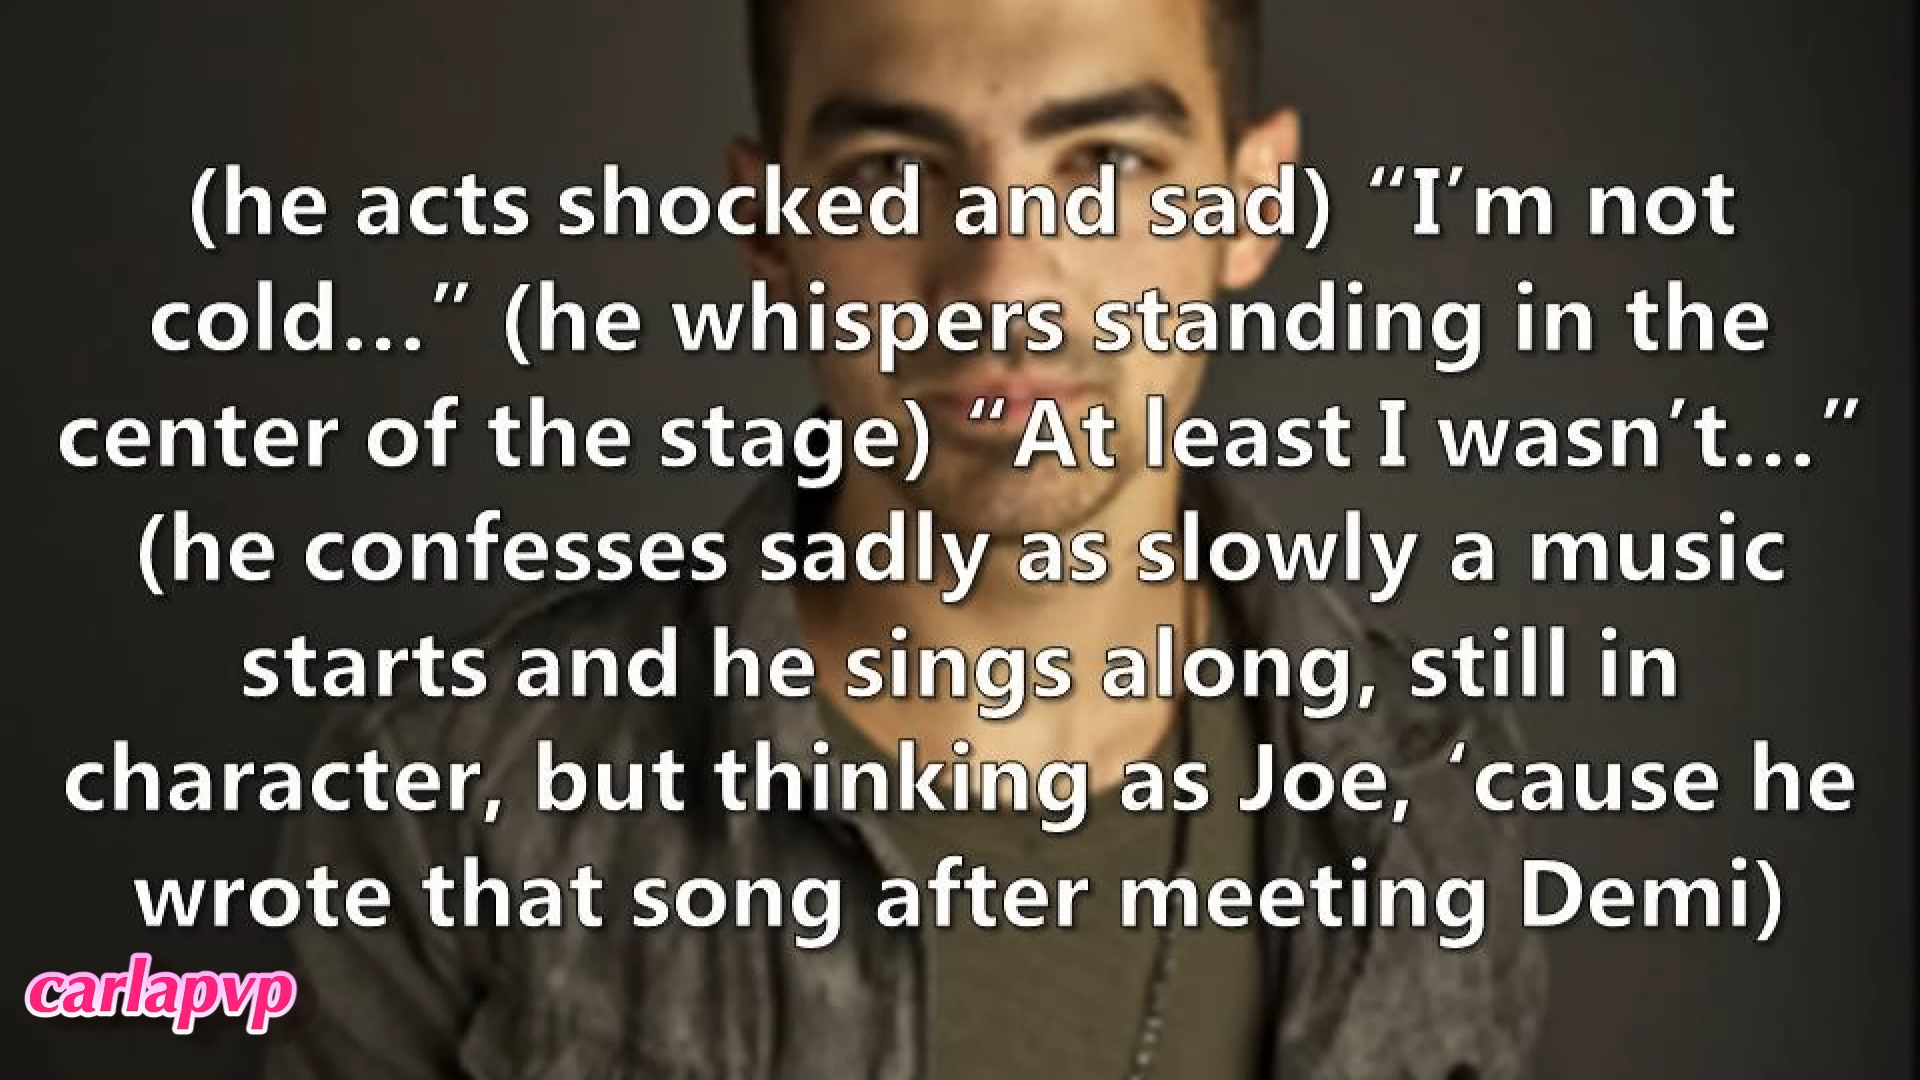 (he acts shocked and sad) “I’m not
cold...” (he whispers standing in the
center of the stage) “At least I wasn’t...”
(he confesses sadly as slowly a music
starts and he sings along, still in
character, but thinking as Joe, ‘cause he
wrote that song after meeting Demi)
carlapvp